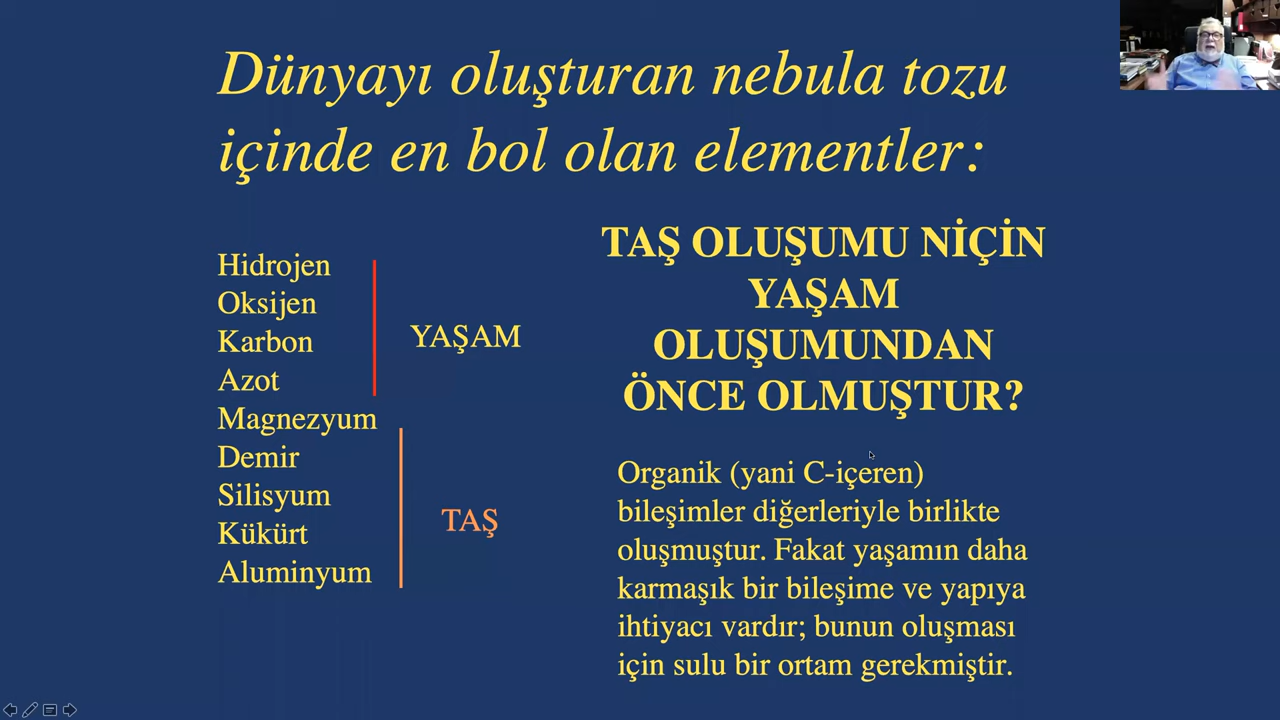 Dünyayı oluşturan nebula tozu
içinde en bol olan elementler:
Hidrojen
Oksijen
Karbon
Azot
Magnezyum
Demir
Silisyum
Kükürt
Aluminyum
YAŞAM
TAŞ
TAŞ OLUŞUMU NİÇİN
YAŞAM
OLUŞUMUNDAN
ÖNCE OLMUŞTUR?
Organik (yani C-içeren)
bileşimler diğerleriyle birlikte
oluşmuştur. Fakat yaşamın daha
karmaşık bir bileşime ve yapıya
ihtiyacı vardır; bunun oluşması
için sulu bir ortam gerekmiştir.